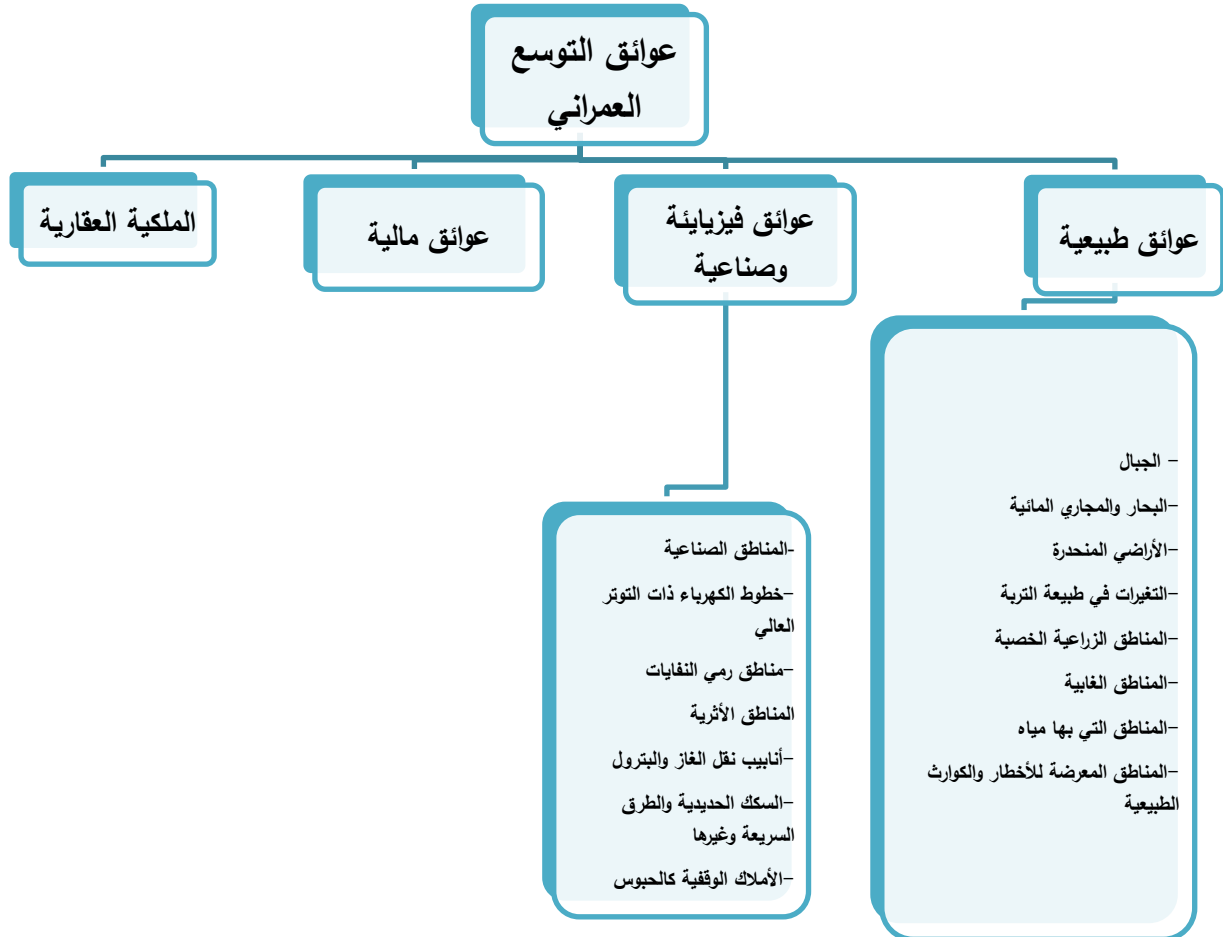 عوائق التوسع
العمراني
عوائق طبيعية
عوائق فيزيايئة
وصناعية
عوائق مالية
الملكية العقارية
– الجبال
–البحار والمجاري المائية
–الأراضي المنحدرة
–التغيرات في طبيعة التربة
–المناطق الزراعية الخصبة
–المناطق الغابية
–المناطق التي بها مياه
–المناطق المعرضة للأخطار والكوارث
الطبيعية
-المناطق الصناعية
–خطوط الكهرباء ذات التوتر
العالي
–مناطق رمي النفايات
المناطق الأثرية
–أنابيب نقل الغاز والبترول
–السكك الحديدية والطرق
السريعة وغيرها
–الأملاك الوقفية كالحبوس